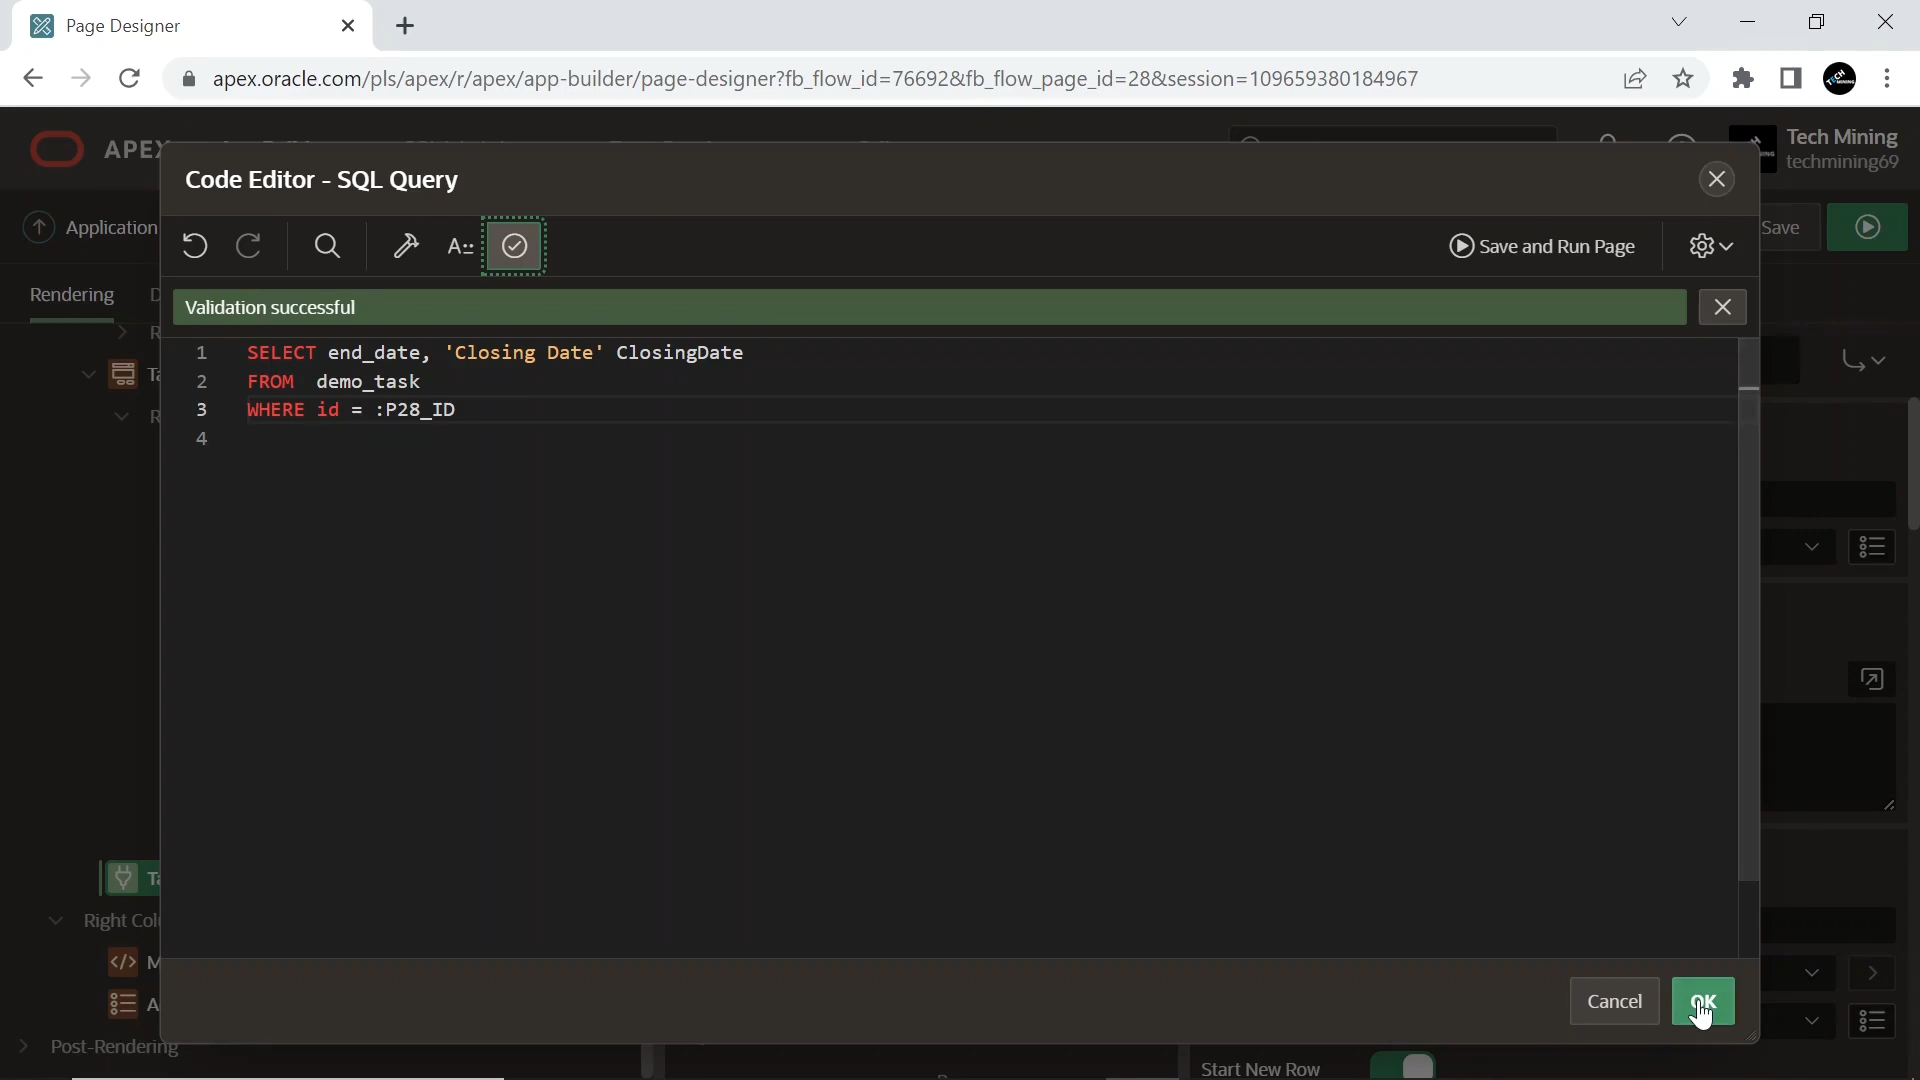 Page Designer
apex.oracle.com/pls/apex/r/apex/app-builder/page-designer?fb_flow_id=76692&fb_flow_page_id=28&session=109659380184967
APEX
Tech Mining
techmining69
Code Editor - SQL Query
Application
Save
A::
Save and Run Page
Rendering
Validation successful
1 SELECT end_date, 'Closing Date' ClosingDate
2 FROM demo_task
3 WHERE id = :P28_ID
4
Right Col
Cancel
OK
Post-Rendering
Start New Row